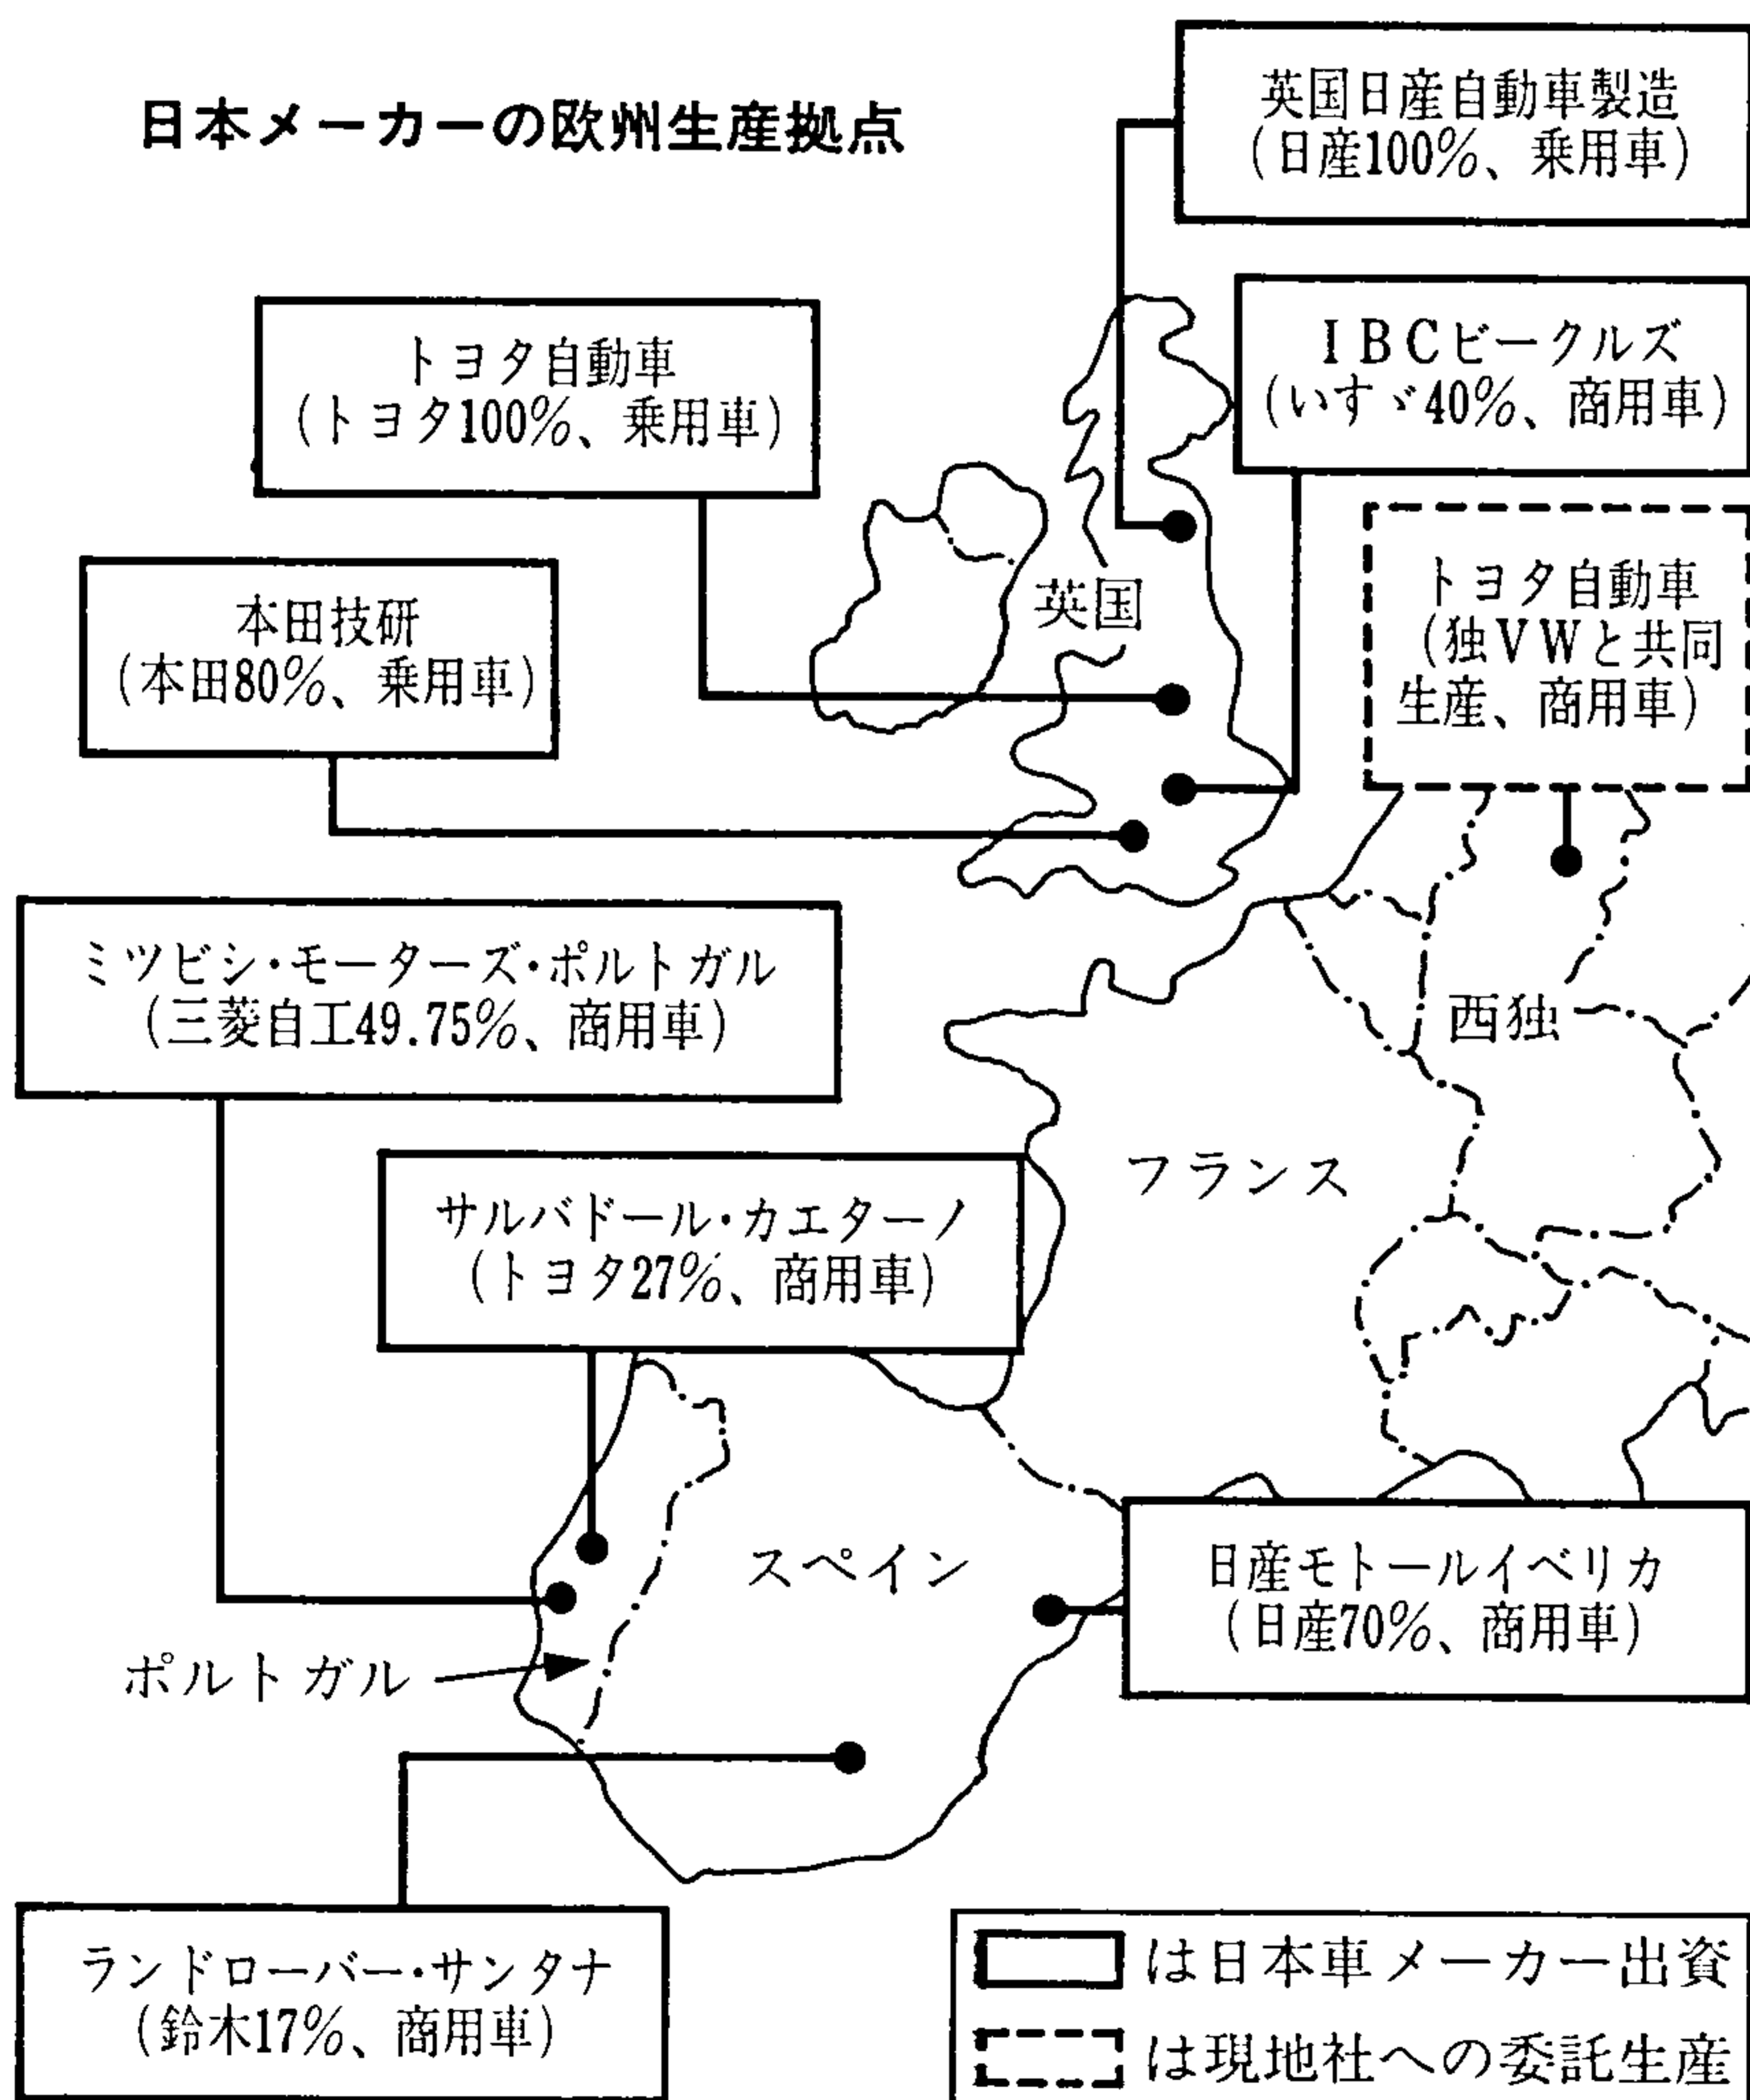 日本メーカーの欧州生産拠点
英国日産自動車製造
(日産100%、乗用車)
トヨタ自動車
(トヨタ100%、乗用車)
IBCビークルズ
(いすゞ40%、商用車)
本田技研
(本田80%、乗用車)
英国
トヨタ自動車
(独VWと共同
生産、商用車)
ミツビシ・モーターズ・ポルトガル
(三菱自工49.75%、商用車)
西独
フランス
サルバドール・カエターノ
(トヨタ27%、商用車)
スペイン
日産モトールイベリカ
(日産70%、商用車)
ポルトガル
ランドローバー・サンタナ
(鈴木17%、商用車)
は日本車メーカー出資
は現地社への委託生産